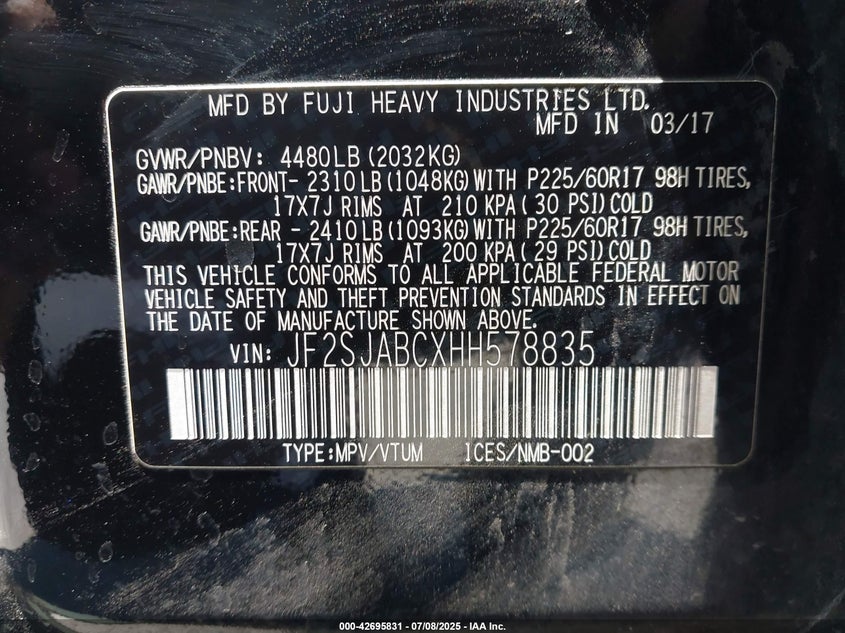 MFD BY FUJI HEAVY INDUSTRIES LTD.
MFD IN 03/17
GVWR/PNBV: 4480LB (2032KG)
GAWR/PNBE:FRONT- 2310LB (1048KG) WITH P225/60R17 98H TIRES,
17X7J RIMS AT 210 KPA( 30 PSI)COLD
GAWR/PNBE:REAR - 2410LB (1093KG) WITH P225/60R17 98H TIRES,
17X7J RIMS AT 200 KPA( 29 PSI)COLD
THIS VEHICLE CONFORMS TO ALL APPLICABLE FEDERAL MOTOR
VEHICLE SAFETY AND THEFT PREVENTION STANDARDS IN EFFECT ON
THE DATE OF MANUFACTURE SHOWN ABOVE.
VIN: JF2SJABCXHH578835
TYPE:MPV/VTUM ICES/NMB-002
000-42695831 - 07/08/2025 - IAA Inc.